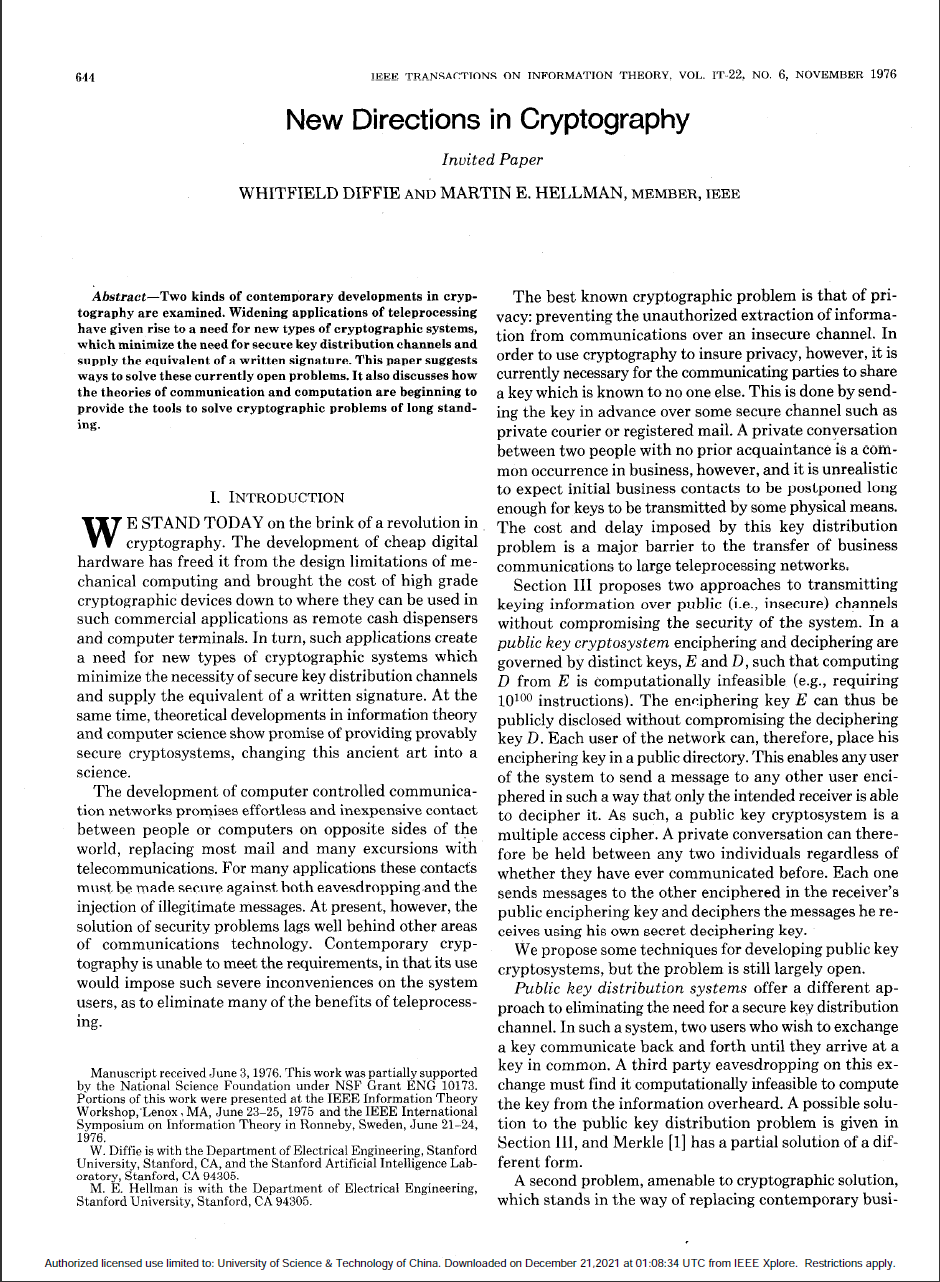 644
IEEE TRANSACTIONS ON INFORMATION THEORY, VOL. IT-22, NO. 6, NOVEMBER 1976
New Directions in Cryptography
Invited Paper
WHITFIELD DIFFIE AND MARTIN E. HELLMAN, MEMBER, IEEE
Abstract—Two kinds of contemporary developments in cryp-
tography are examined. Widening applications of teleprocessing
have given rise to a need for new types of cryptographic systems,
which minimize the need for secure key distribution channels and
supply the equivalent of a written signature. This paper suggests
ways to solve these currently open problems. It also discusses how
the theories of communication and computation are beginning to
provide the tools to solve cryptographic problems of long stand-
ing.
I. INTRODUCTION
WE STAND TODAY on the brink of a revolution in
cryptography. The development of cheap digital
hardware has freed it from the design limitations of me-
chanical computing and brought the cost of high grade
cryptographic devices down to where they can be used in
such commercial applications as remote cash dispensers
and computer terminals. In turn, such applications create
a need for new types of cryptographic systems which
minimize the necessity of secure key distribution channels
and supply the equivalent of a written signature. At the
same time, theoretical developments in information theory
and computer science show promise of providing provably
secure cryptosystems, changing this ancient art into a
science.
The development of computer controlled communica-
tion networks promises effortless and inexpensive contact
between people or computers on opposite sides of the
world, replacing most mail and many excursions with
telecommunications. For many applications these contacts
must be made secure against both eavesdropping and the
injection of illegitimate messages. At present, however, the
solution of security problems lags well behind other areas
of communications technology. Contemporary cryp-
tography is unable to meet the requirements, in that its use
would impose such severe inconveniences on the system
users, as to eliminate many of the benefits of teleprocess-
ing.
Manuscript received June 3, 1976. This work was partially supported
by the National Science Foundation under NSF Grant ENG 10173.
Portions of this work were presented at the IEEE Information Theory
Workshop, Lenox, MA, June 23–25, 1975 and the IEEE International
Symposium on Information Theory in Ronneby, Sweden, June 21–24,
1976.
W. Diffie is with the Department of Electrical Engineering, Stanford
University, Stanford, CA, and the Stanford Artificial Intelligence Lab-
oratory, Stanford, CA 94305.
M. E. Hellman is with the Department of Electrical Engineering,
Stanford University, Stanford, CA 94305.
The best known cryptographic problem is that of pri-
vacy: preventing the unauthorized extraction of informa-
tion from communications over an insecure channel. In
order to use cryptography to insure privacy, however, it is
currently necessary for the communicating parties to share
a key which is known to no one else. This is done by send-
ing the key in advance over some secure channel such as
private courier or registered mail. A private conversation
between two people with no prior acquaintance is a com-
mon occurrence in business, however, and it is unrealistic
to expect initial business contacts to be postponed long
enough for keys to be transmitted by some physical means.
The cost and delay imposed by this key distribution
problem is a major barrier to the transfer of business
communications to large teleprocessing networks.
Section III proposes two approaches to transmitting
keying information over public (i.e., insecure) channels
without compromising the security of the system. In a
public key cryptosystem enciphering and deciphering are
governed by distinct keys, E and D, such that computing
D from E is computationally infeasible (e.g., requiring
10¹⁰⁰ instructions). The enciphering key E can thus be
publicly disclosed without compromising the deciphering
key D. Each user of the network can, therefore, place his
enciphering key in a public directory. This enables any user
of the system to send a message to any other user enci-
phered in such a way that only the intended receiver is able
to decipher it. As such, a public key cryptosystem is a
multiple access cipher. A private conversation can there-
fore be held between any two individuals regardless of
whether they have ever communicated before. Each one
sends messages to the other enciphered in the receiver's
public enciphering key and deciphers the messages he re-
ceives using his own secret deciphering key.
We propose some techniques for developing public key
cryptosystems, but the problem is still largely open.
Public key distribution systems offer a different ap-
proach to eliminating the need for a secure key distribution
channel. In such a system, two users who wish to exchange
a key communicate back and forth until they arrive at a
key in common. A third party eavesdropping on this ex-
change must find it computationally infeasible to compute
the key from the information overheard. A possible solu-
tion to the public key distribution problem is given in
Section III, and Merkle [1] has a partial solution of a dif-
ferent form.
A second problem, amenable to cryptographic solution,
which stands in the way of replacing contemporary busi-
Authorized licensed use limited to: University of Science & Technology of China. Downloaded on December 21,2021 at 01:08:34 UTC from IEEE Xplore. Restrictions apply.